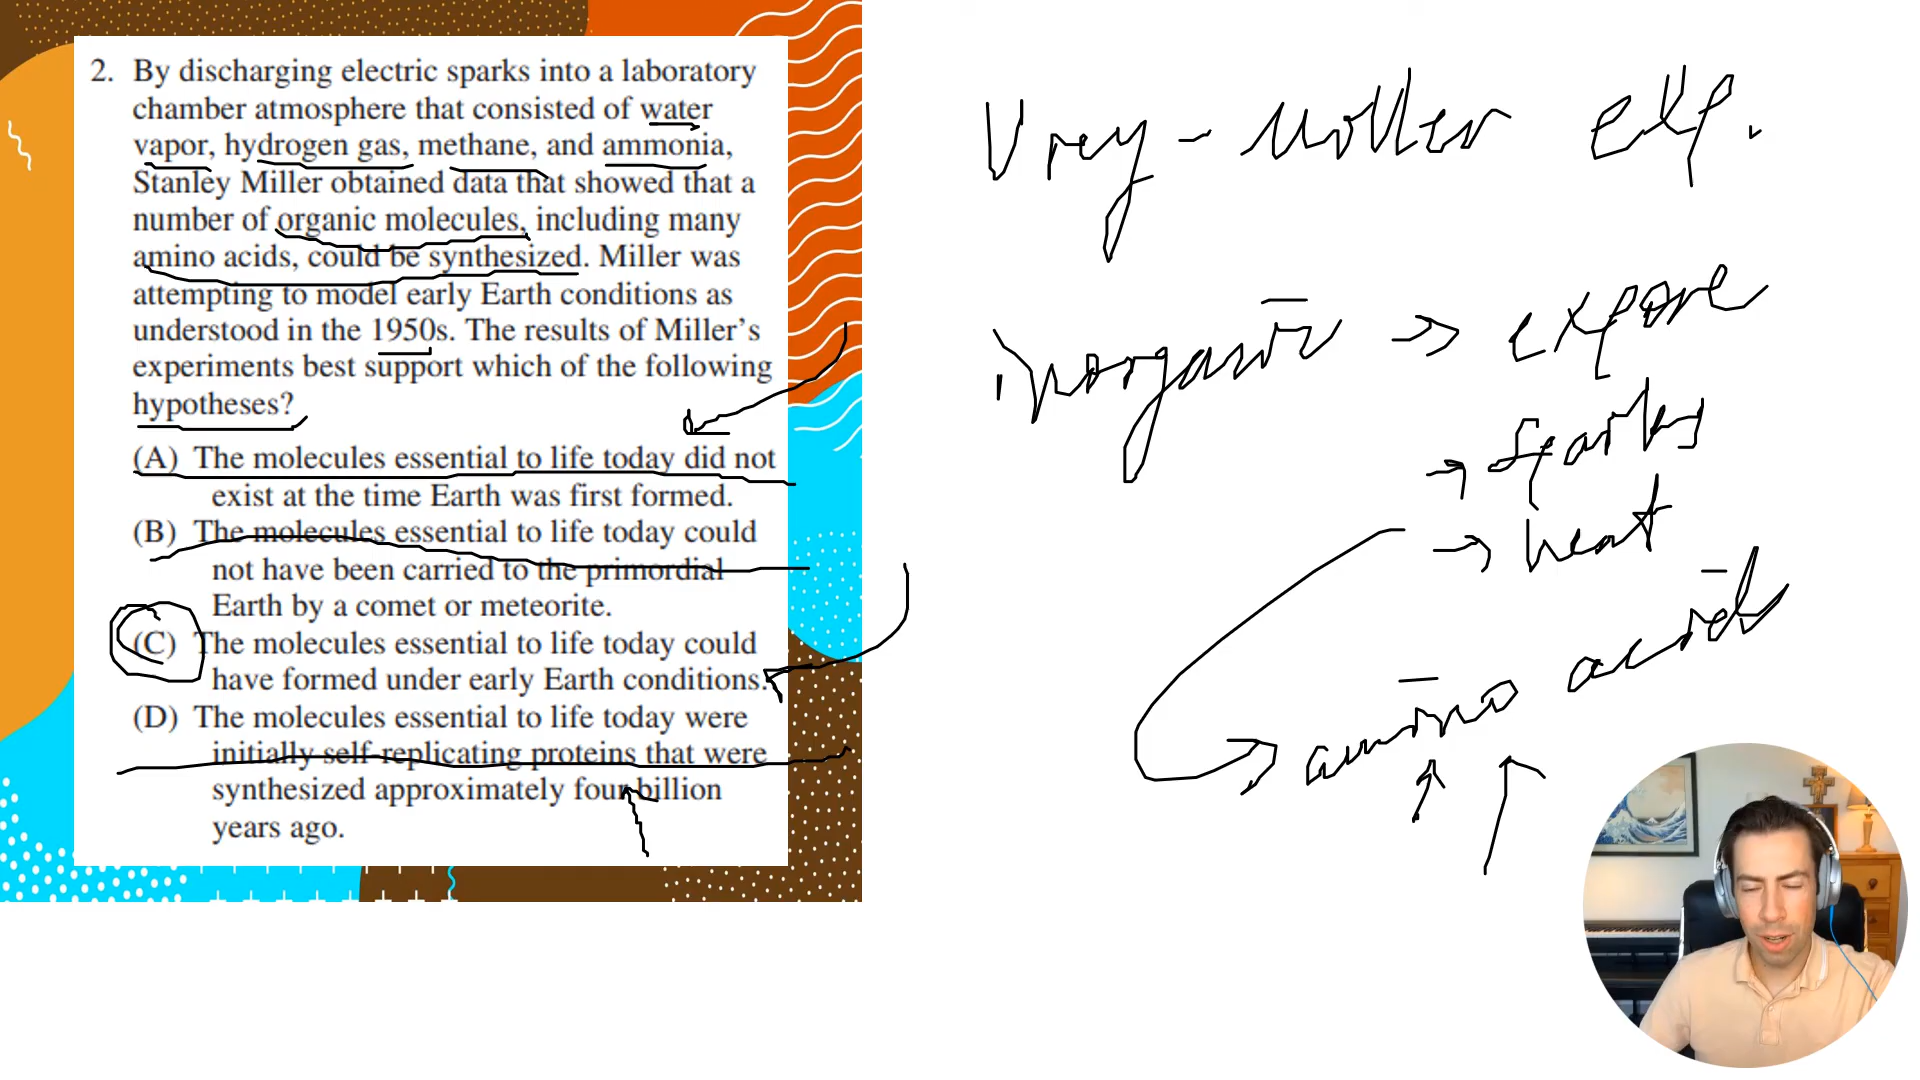 2. By discharging electric sparks into a laboratory
chamber atmosphere that consisted of water
vapor, hydrogen gas, methane, and ammonia,
Stanley Miller obtained data that showed that a
number of organic molecules, including many
amino acids, could be synthesized. Miller was
attempting to model early Earth conditions as
understood in the 1950s. The results of Miller's
experiments best support which of the following
hypotheses?
(A) The molecules essential to life today did not
exist at the time Earth was first formed.
(B) The molecules essential to life today could
not have been carried to the primordial
Earth by a comet or meteorite.
(C) The molecules essential to life today could
have formed under early Earth conditions.
(D) The molecules essential to life today were
initially self-replicating proteins that were
synthesized approximately four billion
years ago.
Urey-Miller exp.
inorganic → expose
→ sparks
→ heat
→ amino acids